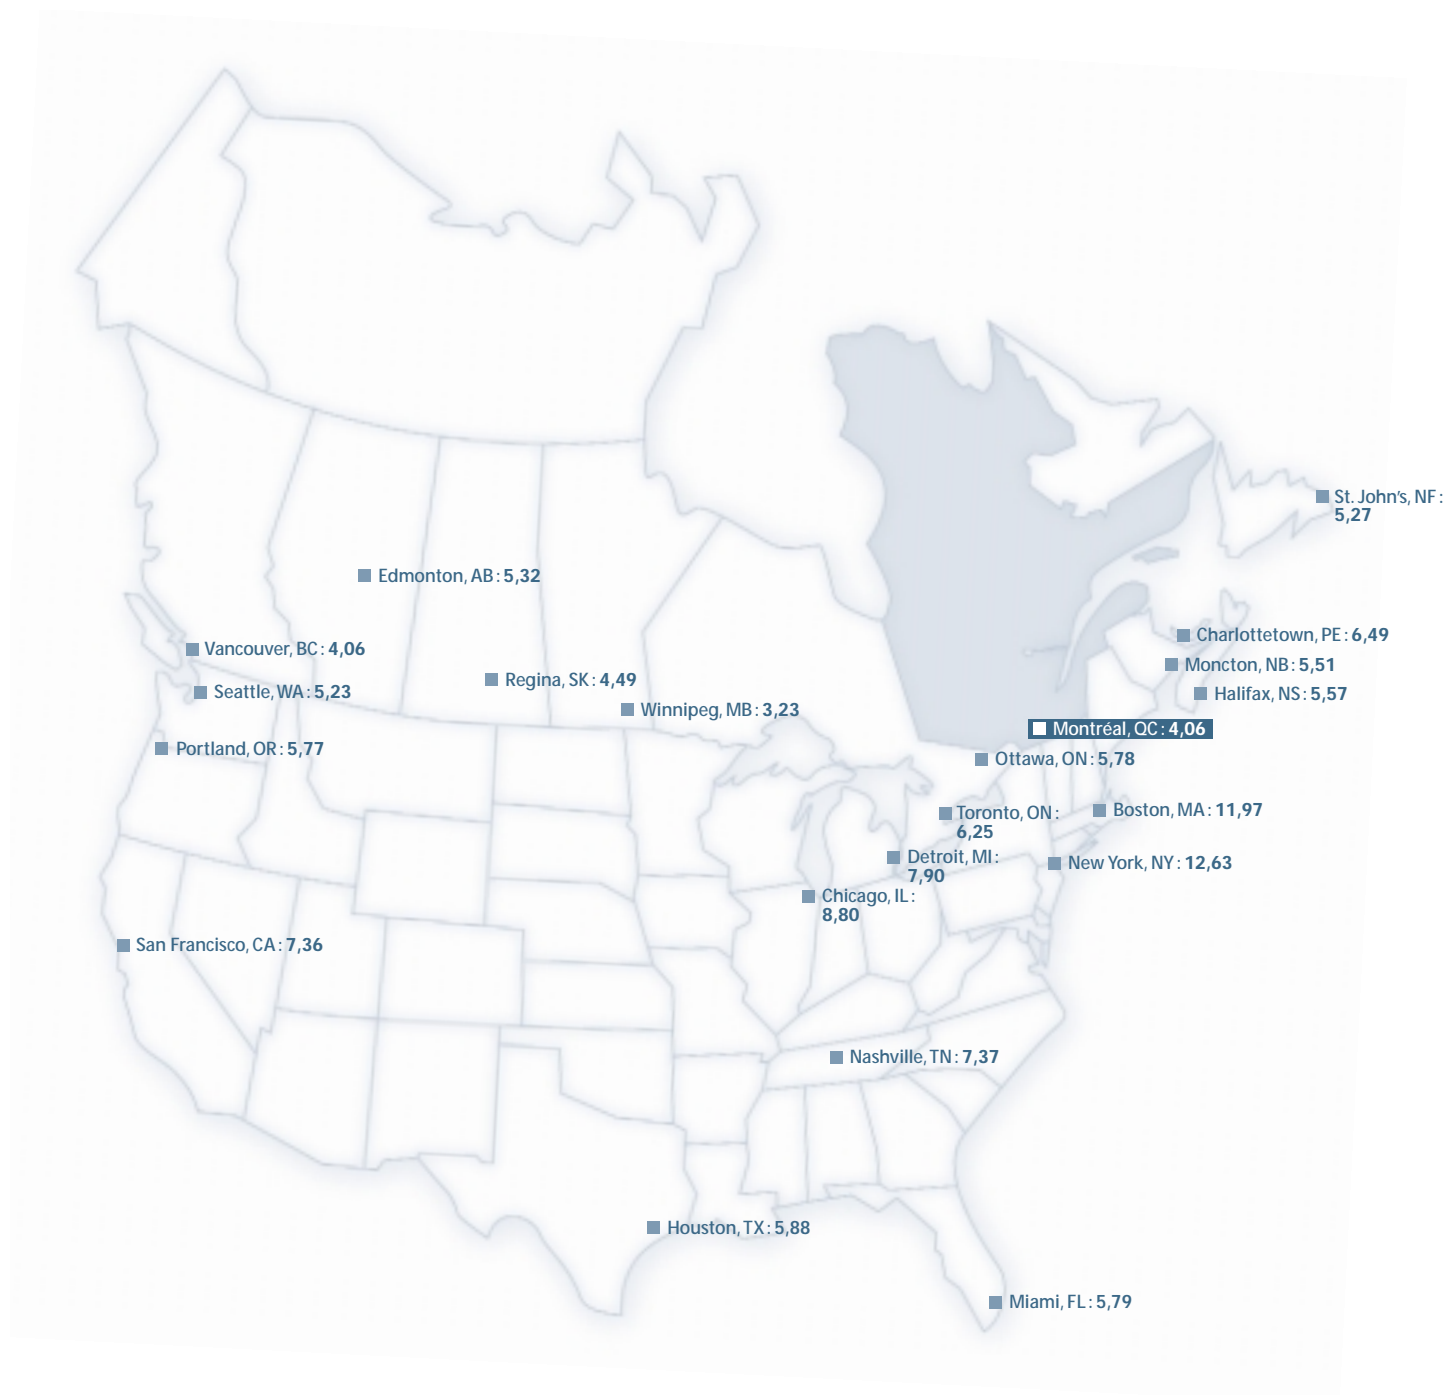 St. John's, NF :
5,27
Edmonton, AB : 5,32
Charlottetown, PE : 6,49
Vancouver, BC : 4,06
Moncton, NB : 5,51
Regina, SK : 4,49
Seattle, WA : 5,23
Halifax, NS : 5,57
Winnipeg, MB : 3,23
Montréal, QC : 4,06
Portland, OR : 5,77
Ottawa, ON : 5,78
Boston, MA : 11,97
Toronto, ON :
6,25
Detroit, MI :
7,90
New York, NY : 12,63
Chicago, IL :
8,80
San Francisco, CA : 7,36
Nashville, TN : 7,37
Houston, TX : 5,88
Miami, FL : 5,79